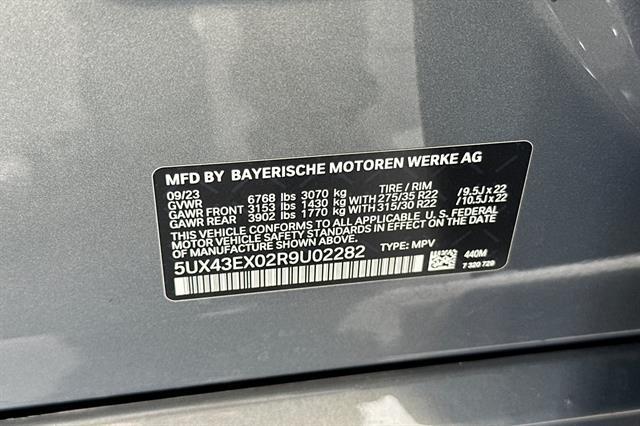 MFD BY BAYERISCHE MOTOREN WERKE AG
09/23
GVWR 6768 lbs 3070 kg TIRE / RIM
GAWR FRONT 3153 lbs 1430 kg WITH 275/35 R22 /9.5J x 22
GAWR REAR 3902 lbs 1770 kg WITH 315/30 R22 /10.5J x 22
THIS VEHICLE CONFORMS TO ALL APPLICABLE U.S. FEDERAL
MOTOR VEHICLE SAFETY STANDARDS IN EFFECT ON THE DATE
OF MANUFACTURE SHOWN ABOVE.
5UX43EX02R9U02282 TYPE: MPV
440M
7 320 729